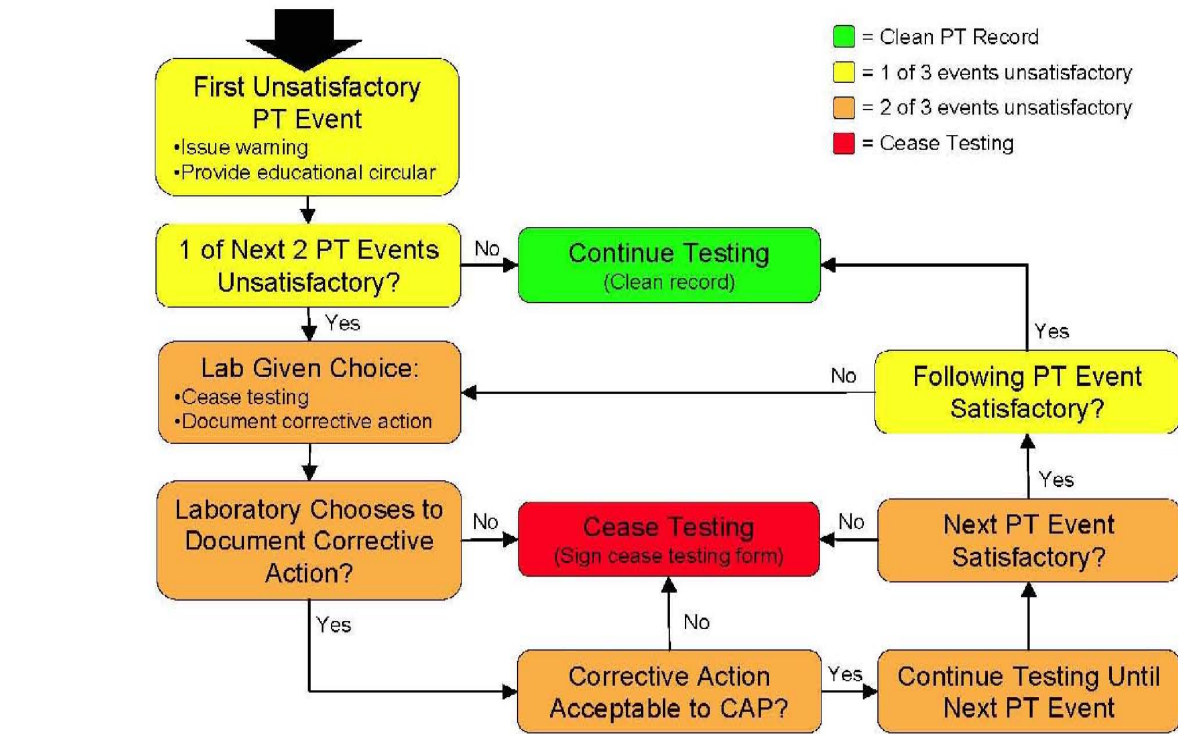 = Clean PT Record
= 1 of 3 events unsatisfactory
= 2 of 3 events unsatisfactory
= Cease Testing
First Unsatisfactory
PT Event
•Issue warning
•Provide educational circular
1 of Next 2 PT Events
Unsatisfactory?
No
Continue Testing
(Clean record)
Yes
Yes
Lab Given Choice:
•Cease testing
•Document corrective action
No
Following PT Event
Satisfactory?
Yes
Laboratory Chooses to
Document Corrective
Action?
No
Cease Testing
(Sign cease testing form)
No
Next PT Event
Satisfactory?
Yes
No
Corrective Action
Acceptable to CAP?
Yes
Continue Testing Until
Next PT Event